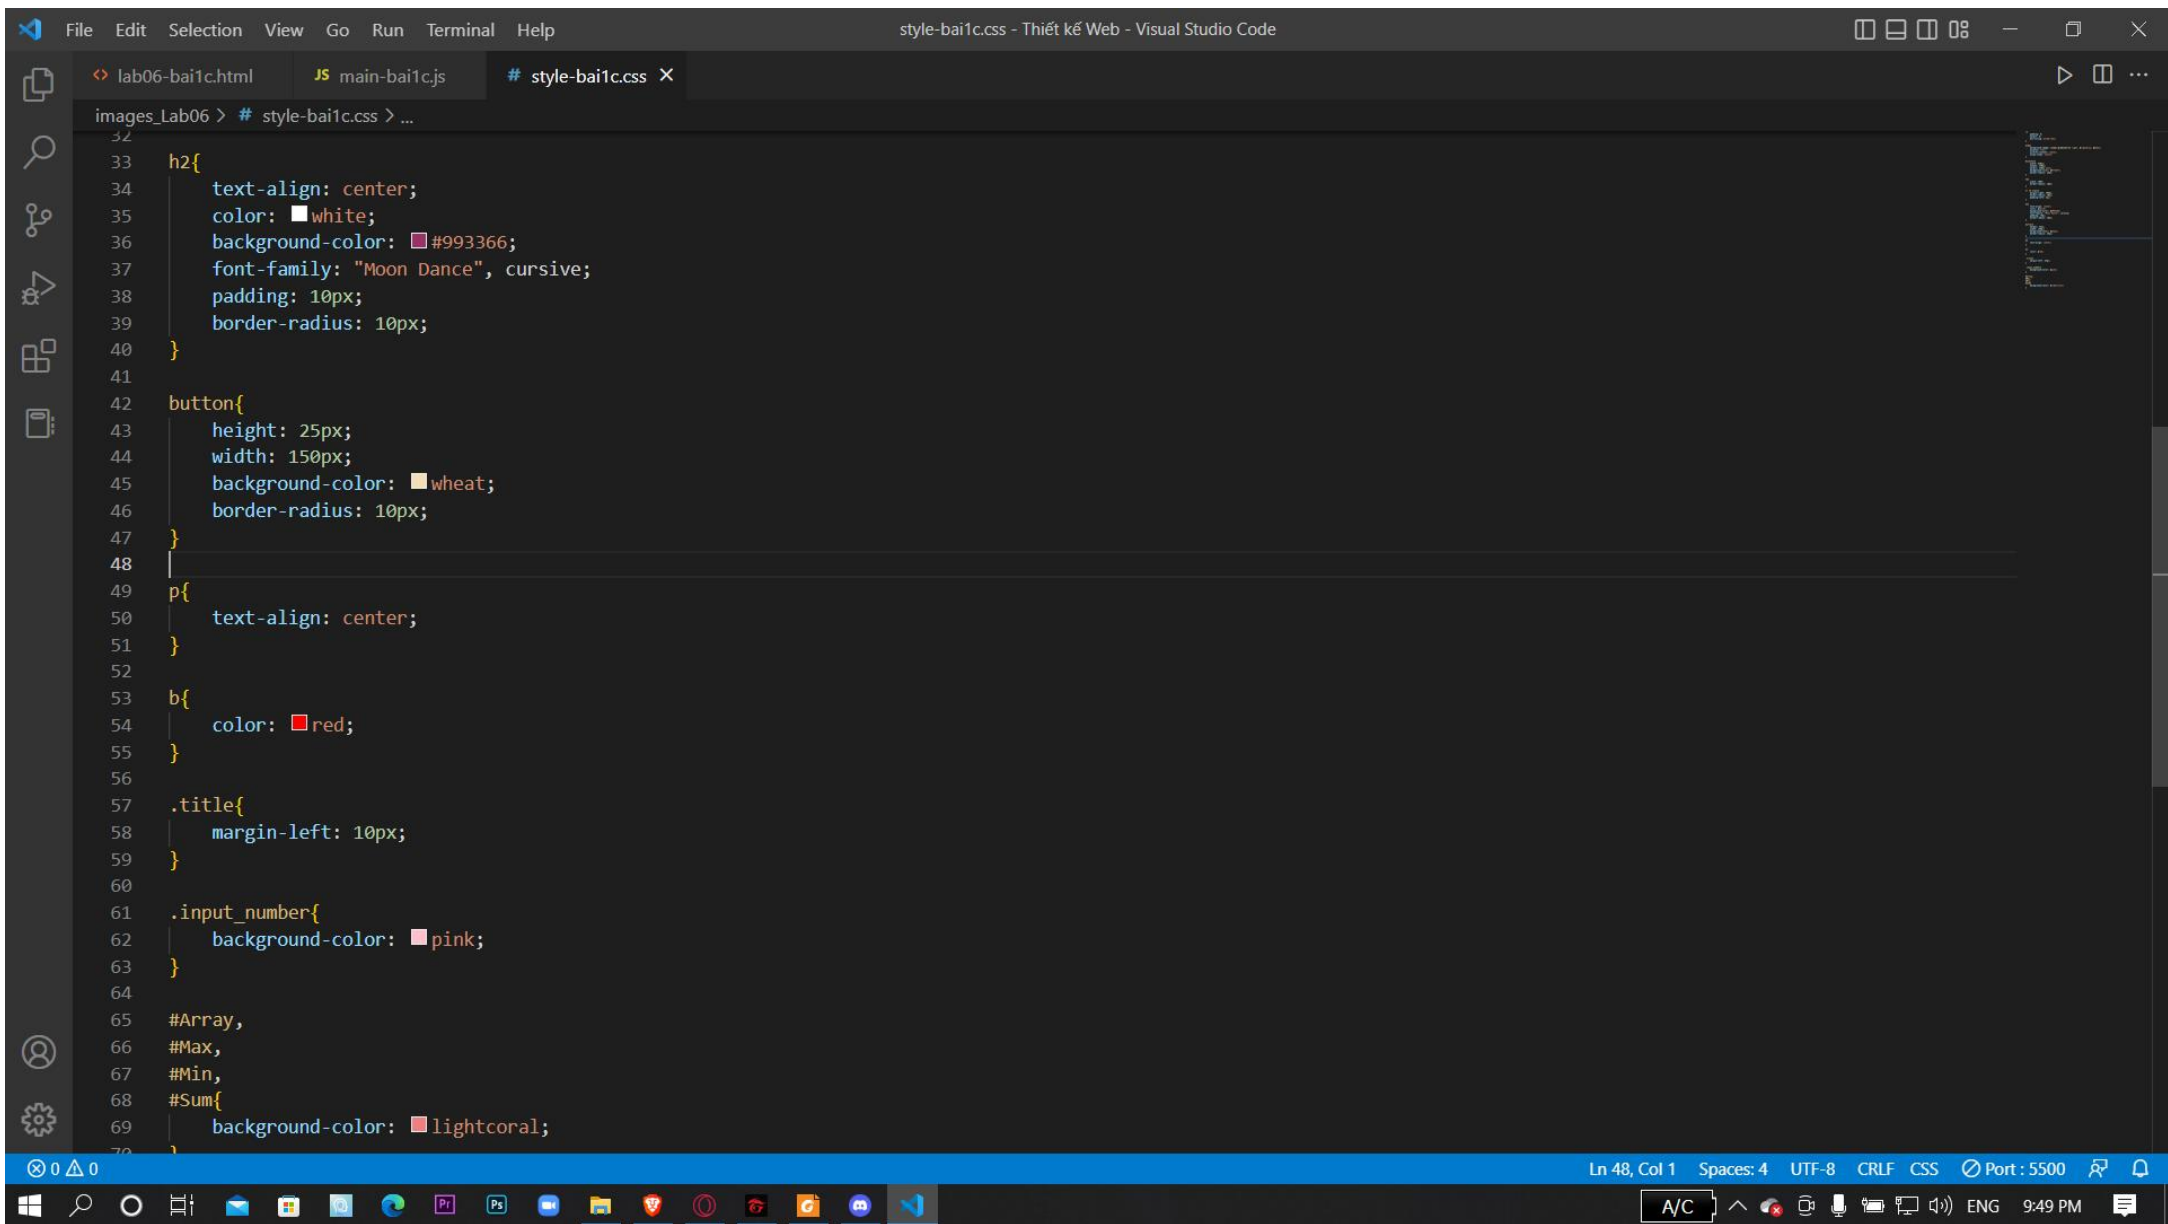 File Edit Selection View Go Run Terminal Help style-bai1c.css - Thiết kế Web - Visual Studio Code
lab06-bai1c.html JS main-bai1c.js # style-bai1c.css
images_Lab06 > # style-bai1c.css > ...
32
33 h2{
34 text-align: center;
35 color: white;
36 background-color: #993366;
37 font-family: "Moon Dance", cursive;
38 padding: 10px;
39 border-radius: 10px;
40 }
41
42 button{
43 height: 25px;
44 width: 150px;
45 background-color: wheat;
46 border-radius: 10px;
47 }
48
49 p{
50 text-align: center;
51 }
52
53 b{
54 color: red;
55 }
56
57 .title{
58 margin-left: 10px;
59 }
60
61 .input_number{
62 background-color: pink;
63 }
64
65 #Array,
66 #Max,
67 #Min,
68 #Sum{
69 background-color: lightcoral;
70 }
0 0 Ln 48, Col 1 Spaces: 4 UTF-8 CRLF CSS Port : 5500
Pr Ps A/C ENG 9:49 PM